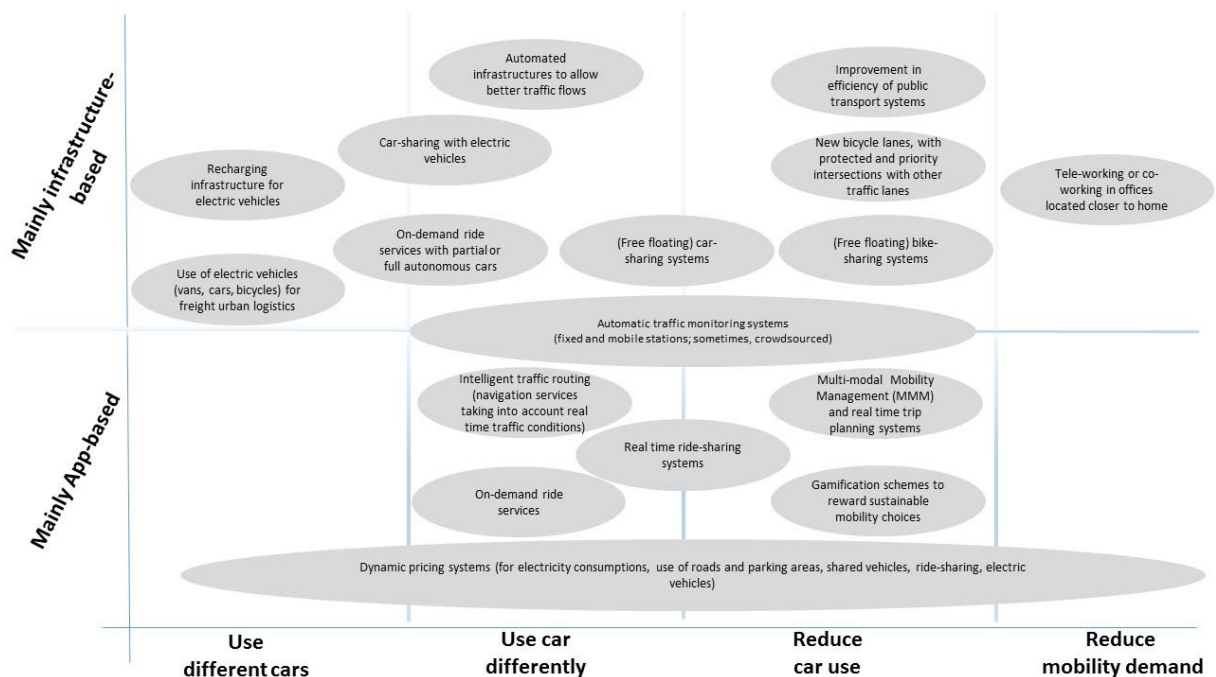 Mainly infrastructure-
based
Automated
infrastructures to allow
better traffic flows
Improvement in
efficiency of public
transport systems
Car-sharing with electric
vehicles
New bicycle lanes, with
protected and priority
intersections with other
traffic lanes
Recharging
infrastructure for
electric vehicles
Tele-working or co-
working in offices
located closer to home
On-demand ride
services with partial or
full autonomous cars
(Free floating) car-
sharing systems
(Free floating) bike-
sharing systems
Use of electric vehicles
(vans, cars, bicycles) for
freight urban logistics
Automatic traffic monitoring systems
(fixed and mobile stations; sometimes, crowdsourced)
Mainly App-based
Intelligent traffic routing
(navigation services
taking into account real
time traffic conditions)
Multi-modal Mobility
Management (MMM)
and real time trip
planning systems
Real time ride-sharing
systems
On-demand ride
services
Gamification schemes to
reward sustainable
mobility choices
Dynamic pricing systems (for electricity consumptions, use of roads and parking areas, shared vehicles, ride-sharing, electric
vehicles)
Use
different cars
Use car
differently
Reduce
car use
Reduce
mobility demand